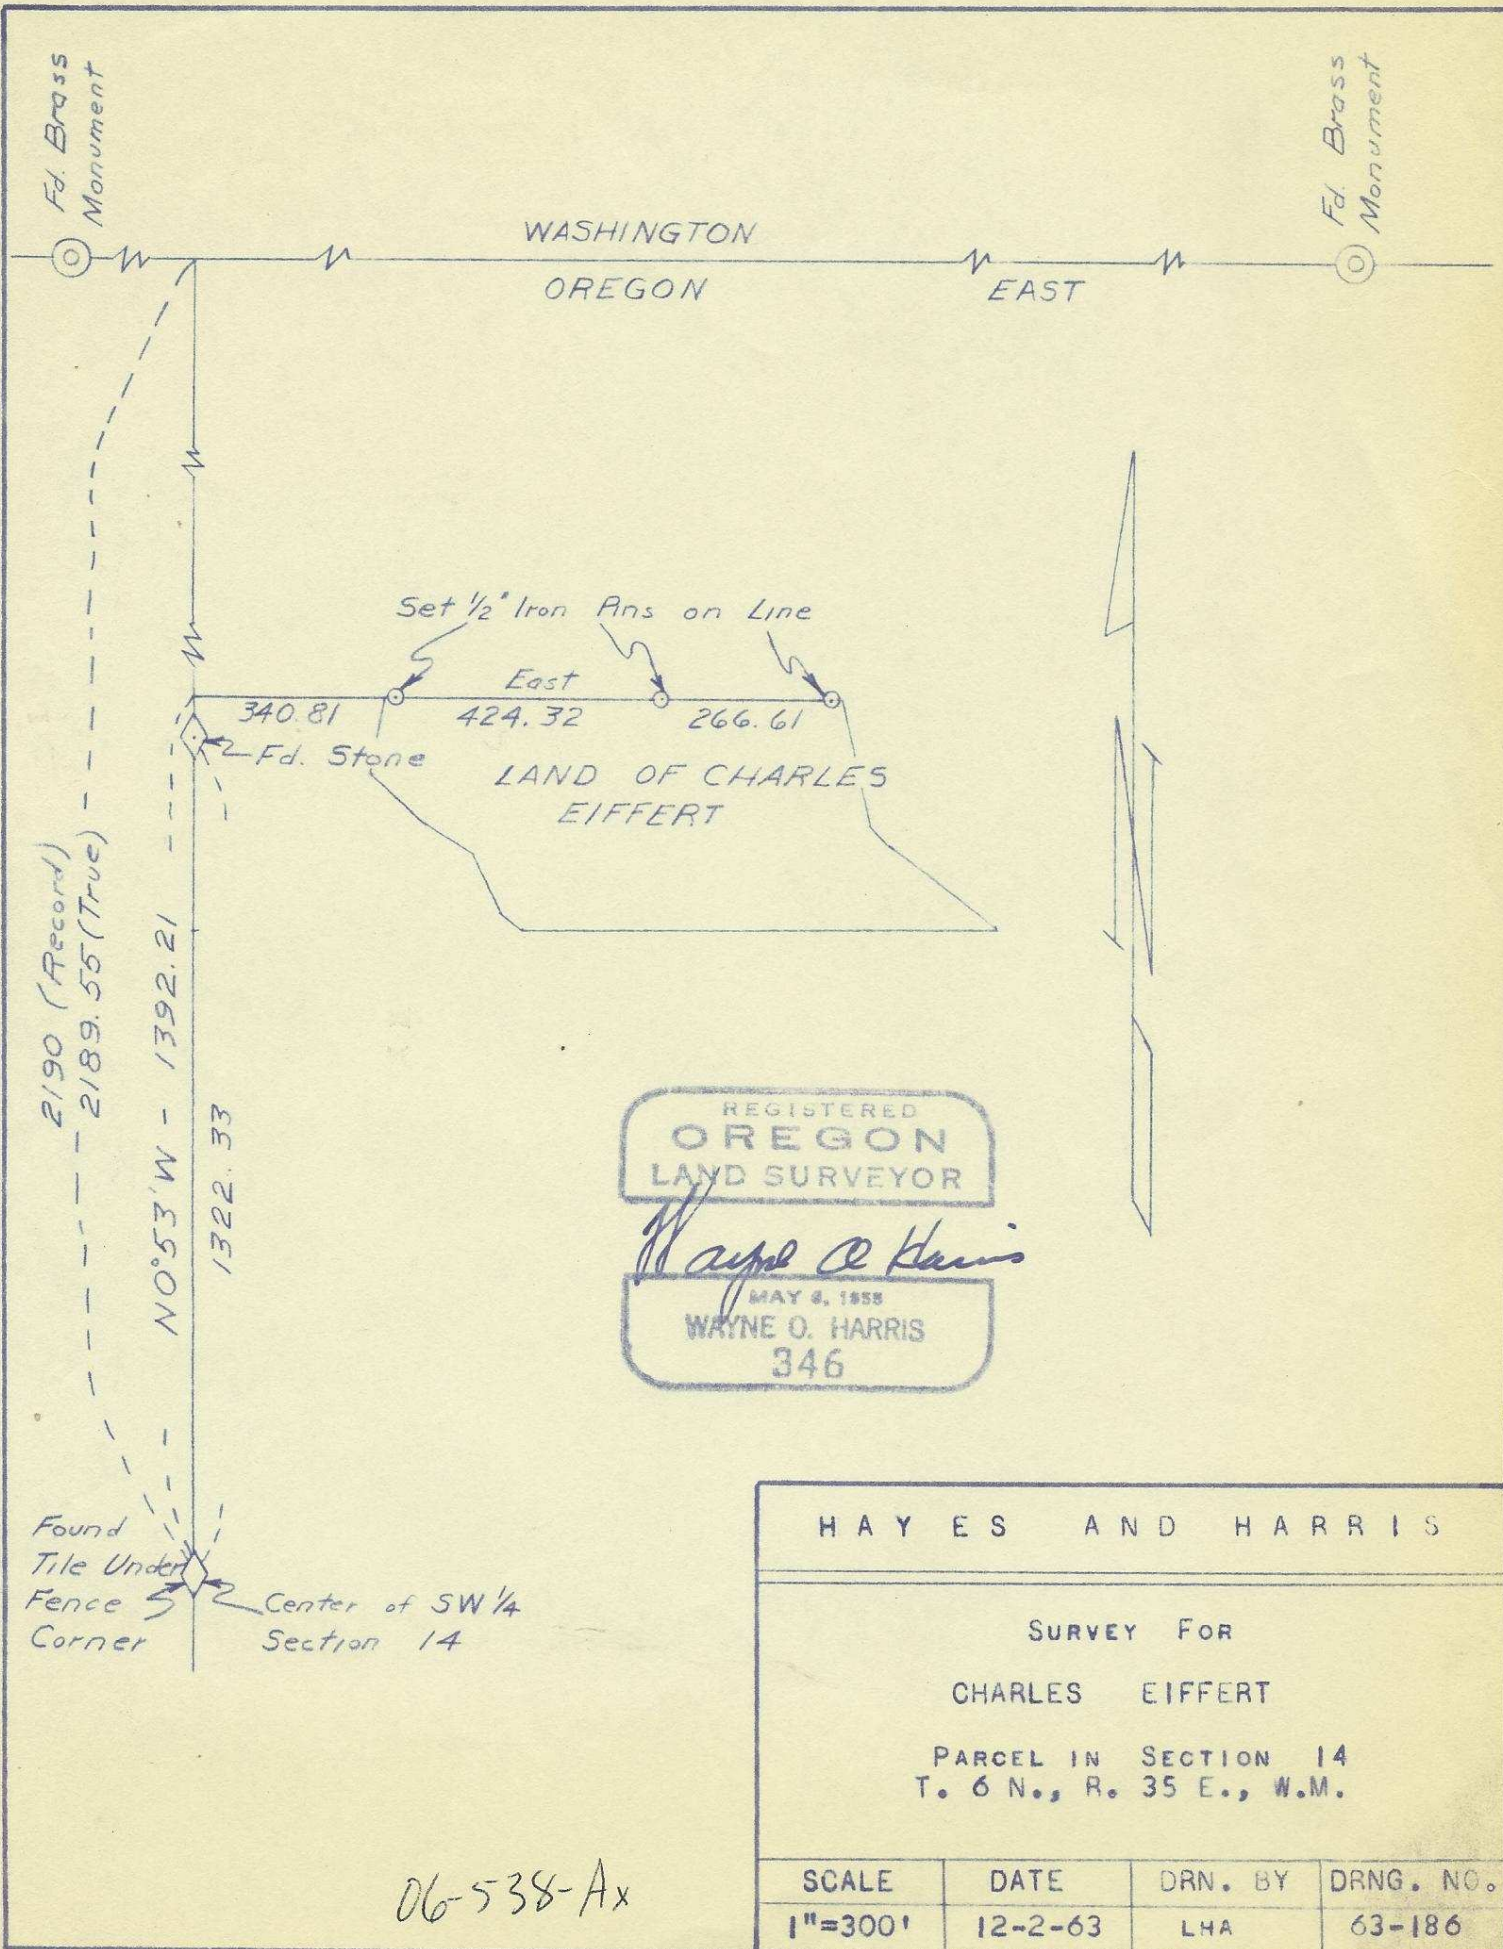 Fd. Brass
Monument
Fd. Brass
Monument
WASHINGTON
OREGON
EAST
Set 1/2" Iron Pins on Line
East
340.81
424.32
266.61
Fd. Stone
LAND OF CHARLES
EIFFERT
2190 (Record)
2189.55 (True)
N0°53'W - 1392.21
1322.33
REGISTERED
OREGON
LAND SURVEYOR
Wayne O Harris
WAYNE O. HARRIS
346
Found
Tile Under
Fence
Corner
Center of SW 1/4
Section 14
HAYES AND HARRIS
SURVEY FOR
CHARLES EIFFERT
PARCEL IN SECTION 14
T. 6 N., R. 35 E., W.M.
SCALE DATE DRN. BY DRNG. NO.
1"=300' 12-2-63 LHA 63-186
06-538-Ax